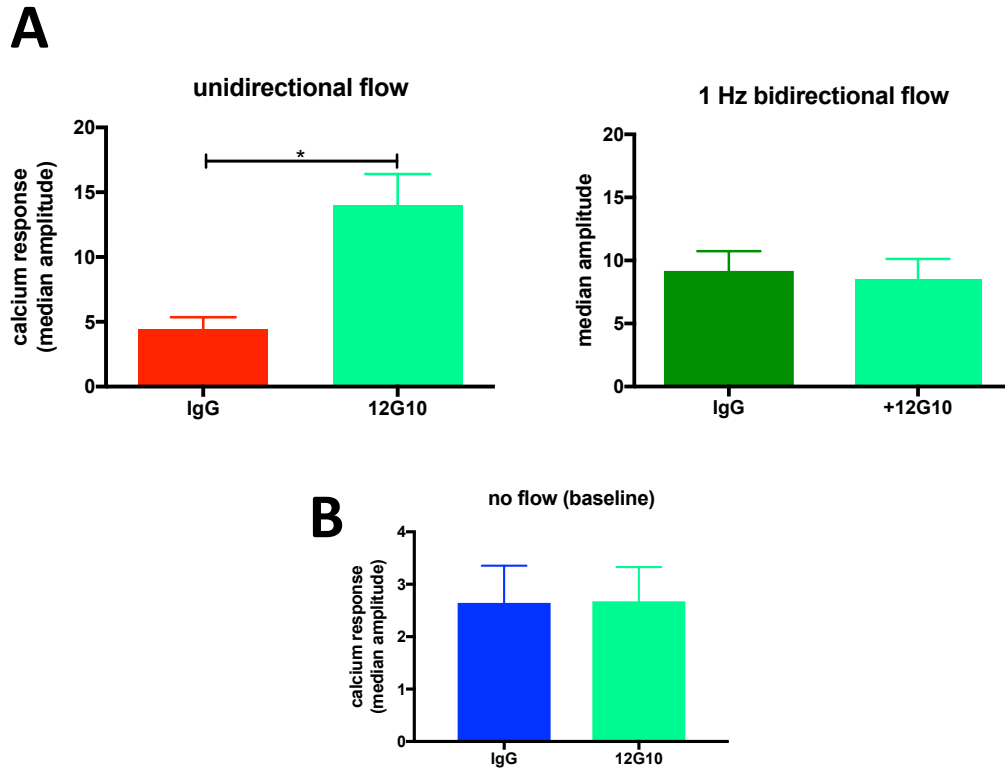 A
unidirectional flow
calcium response
(median amplitude)
20
15
10
5
0
*
IgG
12G10
1 Hz bidirectional flow
median amplitude
20
15
10
5
0
IgG
+12G10
B
no flow (baseline)
calcium response
(median amplitude)
4
3
2
1
0
IgG
12G10